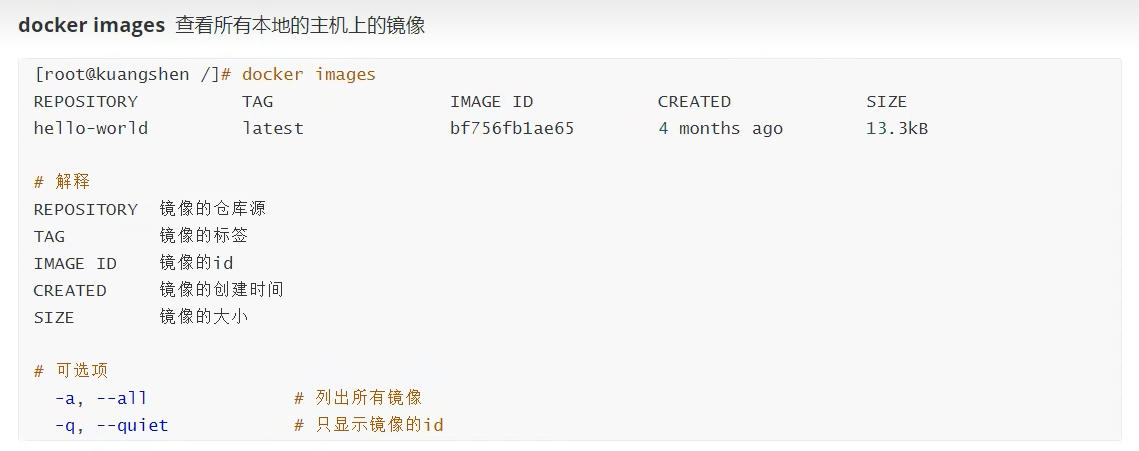 docker images 查看所有本地的主机上的镜像
[root@kuangshen /]# docker images
REPOSITORY TAG IMAGE ID CREATED SIZE
hello-world latest bf756fb1ae65 4 months ago 13.3kB
# 解释
REPOSITORY 镜像的仓库源
TAG 镜像的标签
IMAGE ID 镜像的id
CREATED 镜像的创建时间
SIZE 镜像的大小
# 可选项
-a, --all # 列出所有镜像
-q, --quiet # 只显示镜像的id